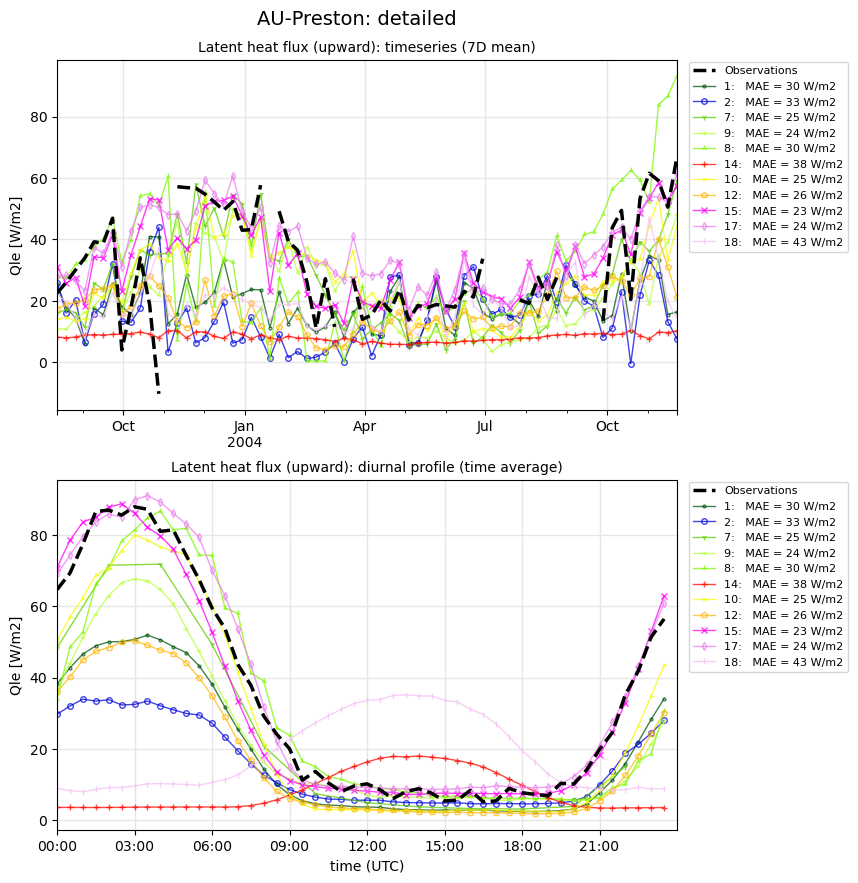 AU-Preston: detailed
Latent heat flux (upward): timeseries (7D mean)
Qle [W/m2]
80
60
40
20
0
Oct
Jan
2004
Apr
Jul
Oct
Observations
1:   MAE = 30 W/m2
2:   MAE = 33 W/m2
7:   MAE = 25 W/m2
9:   MAE = 24 W/m2
8:   MAE = 30 W/m2
14:   MAE = 38 W/m2
10:   MAE = 25 W/m2
12:   MAE = 26 W/m2
15:   MAE = 23 W/m2
17:   MAE = 24 W/m2
18:   MAE = 43 W/m2
Latent heat flux (upward): diurnal profile (time average)
Qle [W/m2]
80
60
40
20
0
00:00
03:00
06:00
09:00
12:00
15:00
18:00
21:00
time (UTC)
Observations
1:   MAE = 30 W/m2
2:   MAE = 33 W/m2
7:   MAE = 25 W/m2
9:   MAE = 24 W/m2
8:   MAE = 30 W/m2
14:   MAE = 38 W/m2
10:   MAE = 25 W/m2
12:   MAE = 26 W/m2
15:   MAE = 23 W/m2
17:   MAE = 24 W/m2
18:   MAE = 43 W/m2